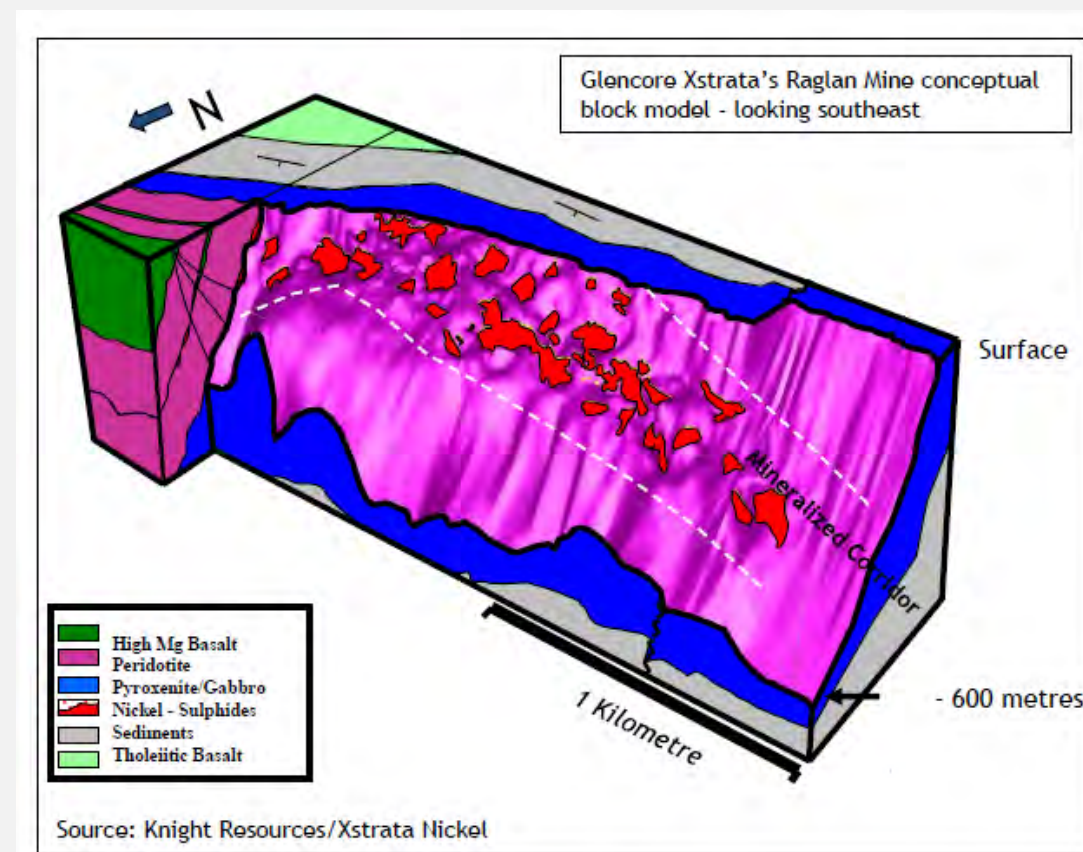 Glencore Xstrata's Raglan Mine conceptual
block model - looking southeast
N
Surface
Mineralized Corridor
- 600 metres
1 Kilometre
High Mg Basalt
Peridotite
Pyroxenite/Gabbro
Nickel - Sulphides
Sediments
Tholeiitic Basalt
Source: Knight Resources/Xstrata Nickel